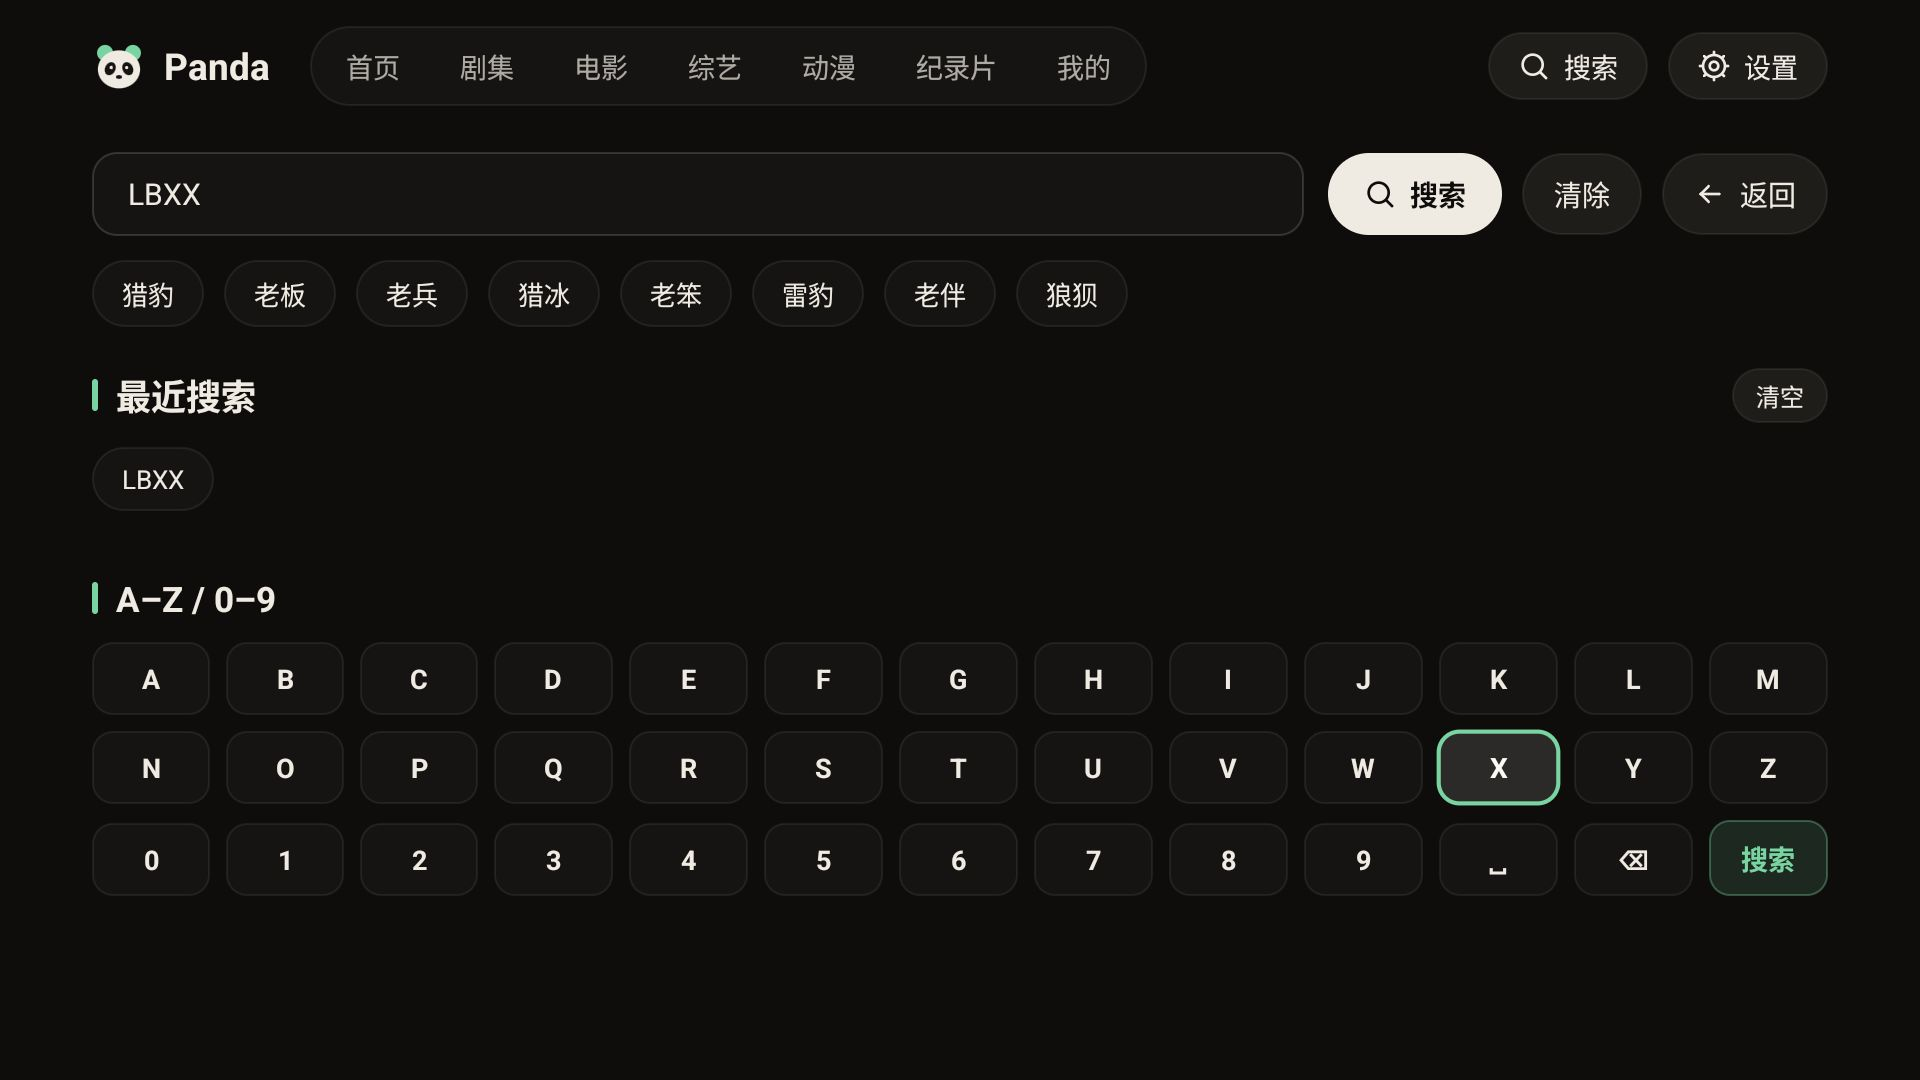 Panda 首页 剧集 电影 综艺 动漫 纪录片 我的 搜索 设置
LBXX 搜索 清除 返回
猎豹 老板 老兵 猎冰 老笨 雷豹 老伴 狼狈
最近搜索 清空
LBXX
A–Z / 0–9
A B C D E F G H I J K L M
N O P Q R S T U V W X Y Z
0 1 2 3 4 5 6 7 8 9 ␣ ⌫ 搜索